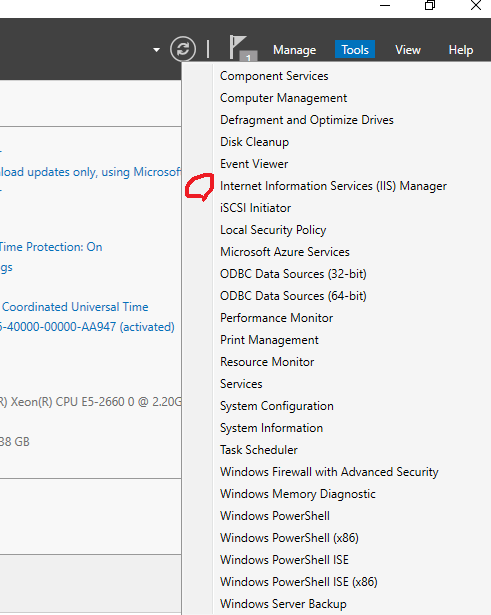 1
Manage Tools View Help
Component Services
Computer Management
Defragment and Optimize Drives
Disk Cleanup
Event Viewer
load updates only, using Microsoft
Internet Information Services (IIS) Manager
iSCSI Initiator
Local Security Policy
Time Protection: On
Microsoft Azure Services
gs
ODBC Data Sources (32-bit)
ODBC Data Sources (64-bit)
Coordinated Universal Time
Performance Monitor
-40000-00000-AA947 (activated)
Print Management
Resource Monitor
Services
R) Xeon(R) CPU E5-2660 0 @ 2.20G
System Configuration
System Information
38 GB
Task Scheduler
Windows Firewall with Advanced Security
Windows Memory Diagnostic
Windows PowerShell
Windows PowerShell (x86)
Windows PowerShell ISE
Windows PowerShell ISE (x86)
Windows Server Backup